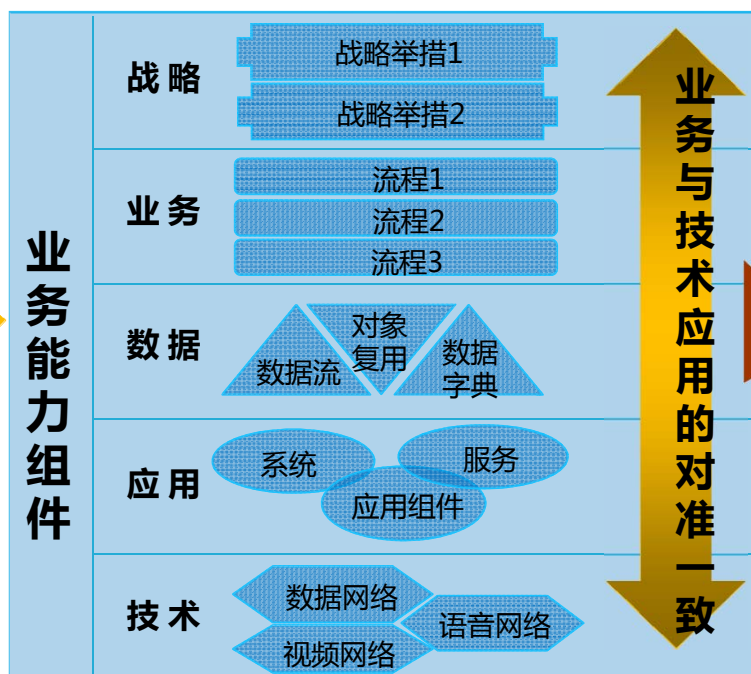 业务能力组件
战略
战略举措1
战略举措2
业务
流程1
流程2
流程3
数据
数据流
对象
复用
数据
字典
应用
系统
服务
应用组件
技术
数据网络
语音网络
视频网络
业务与技术应用的对准一致